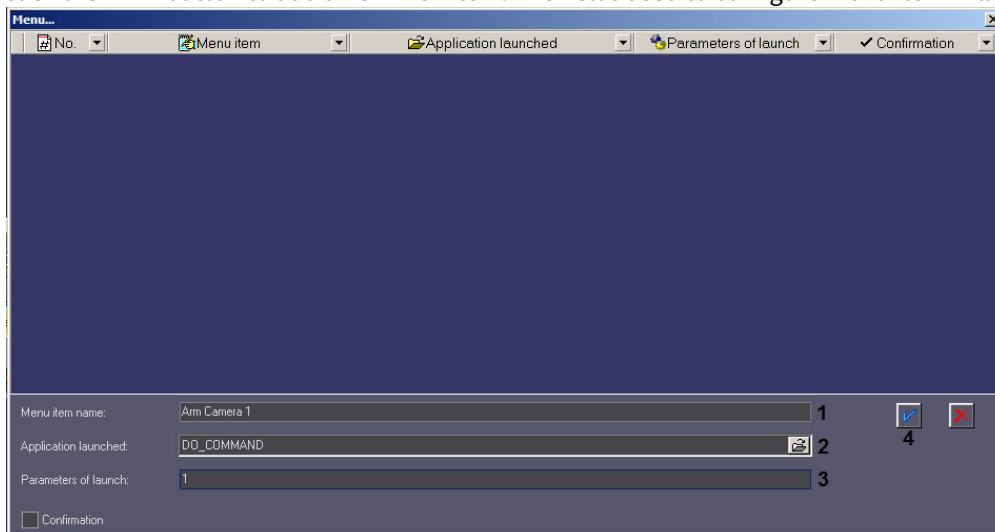 Menu...
No. Menu item Application launched Parameters of launch Confirmation
Menu item name: Arm Camera 1 1
Application launched: DO_COMMAND 2
4
Parameters of launch: 1 3
Confirmation